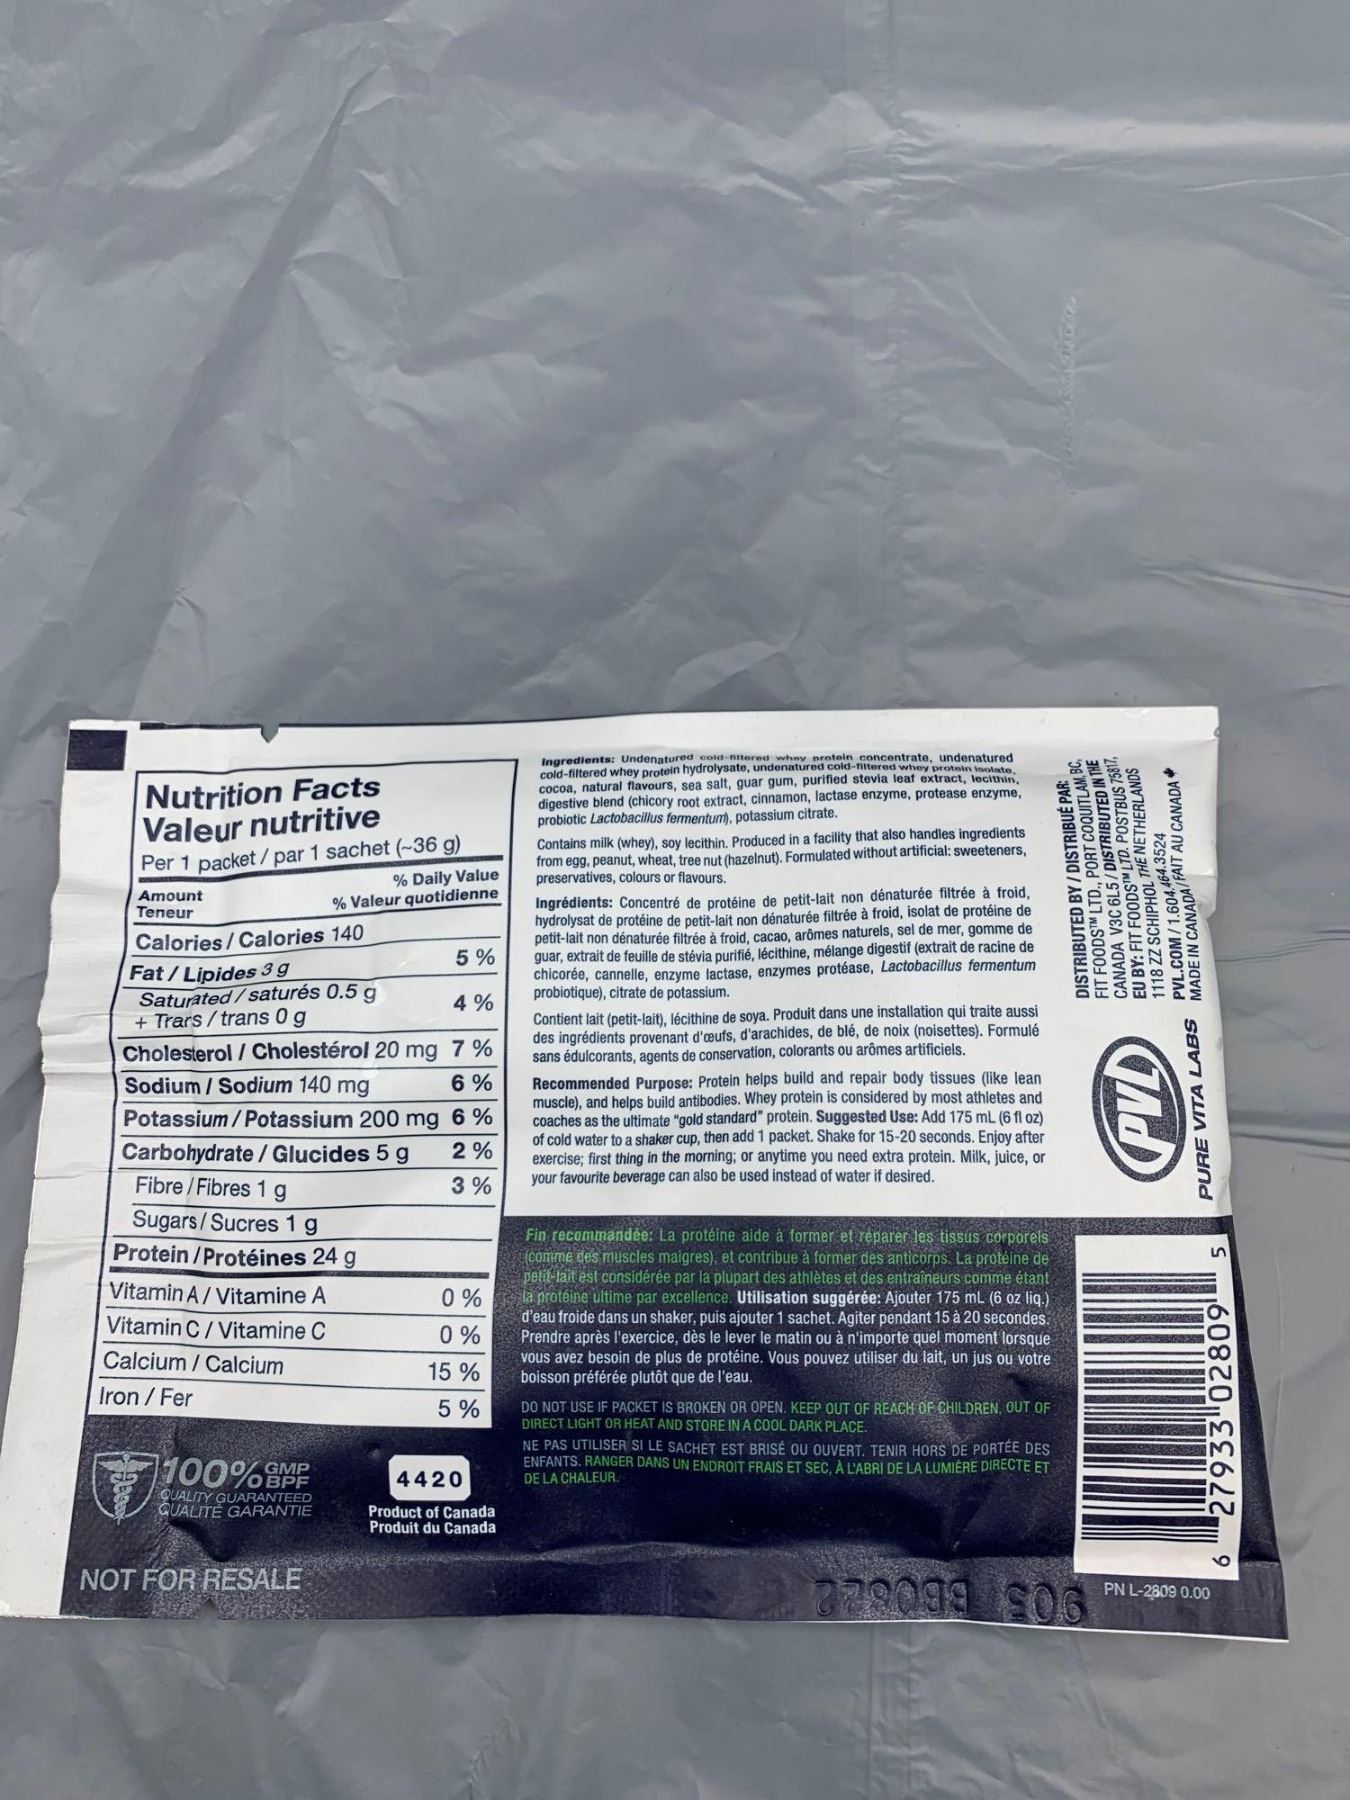 Nutrition Facts
Valeur nutritive
Per 1 packet / par 1 sachet (~36 g)
Amount % Daily Value
Teneur % Valeur quotidienne
Calories / Calories 140
Fat / Lipides 3 g 5 %
Saturated / saturés 0.5 g 4 %
+ Trans / trans 0 g
Cholesterol / Cholestérol 20 mg 7 %
Sodium / Sodium 140 mg 6 %
Potassium / Potassium 200 mg 6 %
Carbohydrate / Glucides 5 g 2 %
Fibre / Fibres 1 g 3 %
Sugars / Sucres 1 g
Protein / Protéines 24 g
Vitamin A / Vitamine A 0 %
Vitamin C / Vitamine C 0 %
Calcium / Calcium 15 %
Iron / Fer 5 %
100% GMP BPF
QUALITY GUARANTEED
QUALITÉ GARANTIE
4420
Product of Canada
Produit du Canada
NOT FOR RESALE
Ingredients: Undenatured cold-filtered whey protein concentrate, undenatured
cold-filtered whey protein hydrolysate, undenatured cold-filtered whey protein isolate,
cocoa, natural flavours, sea salt, guar gum, purified stevia leaf extract, lecithin,
digestive blend (chicory root extract, cinnamon, lactase enzyme, protease enzyme,
probiotic Lactobacillus fermentum), potassium citrate.
Contains milk (whey), soy lecithin. Produced in a facility that also handles ingredients
from egg, peanut, wheat, tree nut (hazelnut). Formulated without artificial: sweeteners,
preservatives, colours or flavours.
Ingrédients: Concentré de protéine de petit-lait non dénaturée filtrée à froid,
hydrolysat de protéine de petit-lait non dénaturée filtrée à froid, isolat de protéine de
petit-lait non dénaturée filtrée à froid, cacao, arômes naturels, sel de mer, gomme de
guar, extrait de feuille de stévia purifié, lécithine, mélange digestif (extrait de racine de
chicorée, cannelle, enzyme lactase, enzymes protéase, Lactobacillus fermentum
probiotique), citrate de potassium.
Contient lait (petit-lait), lécithine de soya. Produit dans une installation qui traite aussi
des ingrédients provenant d'œufs, d'arachides, de blé, de noix (noisettes). Formulé
sans édulcorants, agents de conservation, colorants ou arômes artificiels.
Recommended Purpose: Protein helps build and repair body tissues (like lean
muscle), and helps build antibodies. Whey protein is considered by most athletes and
coaches as the ultimate "gold standard" protein. Suggested Use: Add 175 mL (6 fl oz)
of cold water to a shaker cup, then add 1 packet. Shake for 15-20 seconds. Enjoy after
exercise; first thing in the morning; or anytime you need extra protein. Milk, juice, or
your favourite beverage can also be used instead of water if desired.
Fin recommandée: La protéine aide à former et réparer les tissus corporels
(comme des muscles maigres), et contribue à former des anticorps. La protéine de
petit-lait est considérée par la plupart des athlètes et des entraîneurs comme étant
la protéine ultime par excellence. Utilisation suggérée: Ajouter 175 mL (6 oz liq.)
d'eau froide dans un shaker, puis ajouter 1 sachet. Agiter pendant 15 à 20 secondes.
Prendre après l'exercice, dès le lever le matin ou à n'importe quel moment lorsque
vous avez besoin de plus de protéine. Vous pouvez utiliser du lait, un jus ou votre
boisson préférée plutôt que de l'eau.
DO NOT USE IF PACKET IS BROKEN OR OPEN. KEEP OUT OF REACH OF CHILDREN, OUT OF
DIRECT LIGHT OR HEAT AND STORE IN A COOL DARK PLACE.
NE PAS UTILISER SI LE SACHET EST BRISÉ OU OUVERT. TENIR HORS DE PORTÉE DES
ENFANTS. RANGER DANS UN ENDROIT FRAIS ET SEC, À L'ABRI DE LA LUMIÈRE DIRECTE ET
DE LA CHALEUR.
DISTRIBUTED BY / DISTRIBUÉ PAR:
FIT FOODS™ LTD., PORT COQUITLAM, BC,
CANADA V3C 6L5 / DISTRIBUTED IN THE
EU BY: FIT FOODS™ LTD. POSTBUS 75817,
1118 ZZ SCHIPHOL THE NETHERLANDS
PVL.COM / 1.604.464.3524
MADE IN CANADA / FAIT AU CANADA
PVL
PURE VITA LABS
6 27933 02809 5
PN L-2809 0.00